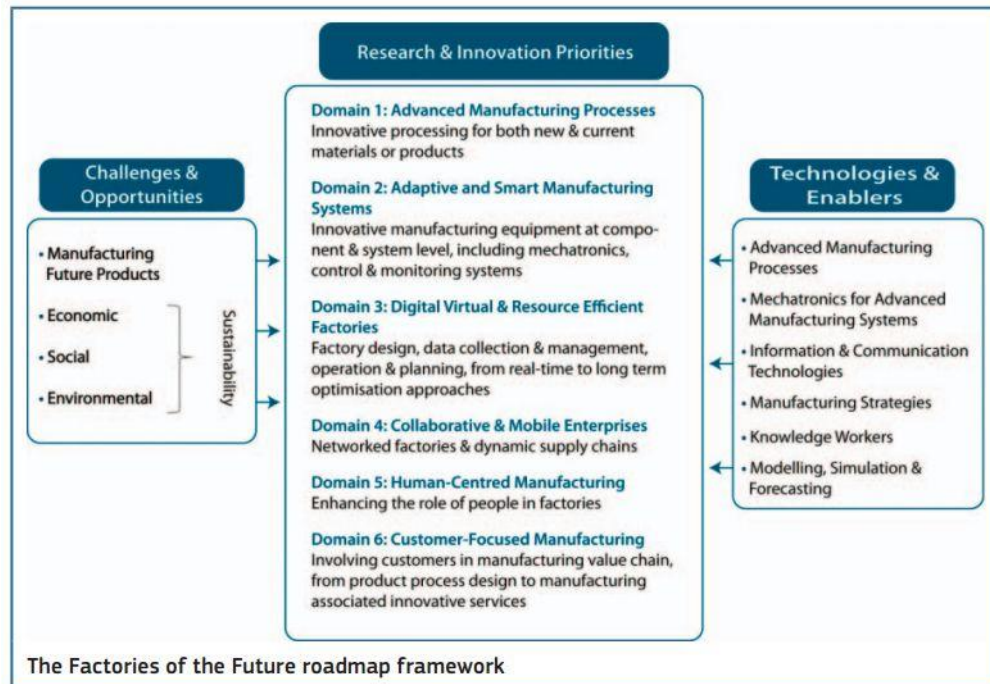 Research & Innovation Priorities
Challenges &
Opportunities
• Manufacturing
Future Products
• Economic
• Social
• Environmental
Sustainability
Domain 1: Advanced Manufacturing Processes
Innovative processing for both new & current
materials or products
Domain 2: Adaptive and Smart Manufacturing
Systems
Innovative manufacturing equipment at compo-
nent & system level, including mechatronics,
control & monitoring systems
Domain 3: Digital Virtual & Resource Efficient
Factories
Factory design, data collection & management,
operation & planning, from real-time to long term
optimisation approaches
Domain 4: Collaborative & Mobile Enterprises
Networked factories & dynamic supply chains
Domain 5: Human-Centred Manufacturing
Enhancing the role of people in factories
Domain 6: Customer-Focused Manufacturing
Involving customers in manufacturing value chain,
from product process design to manufacturing
associated innovative services
Technologies &
Enablers
• Advanced Manufacturing
Processes
• Mechatronics for Advanced
Manufacturing Systems
• Information & Communication
Technologies
• Manufacturing Strategies
• Knowledge Workers
• Modelling, Simulation &
Forecasting
The Factories of the Future roadmap framework